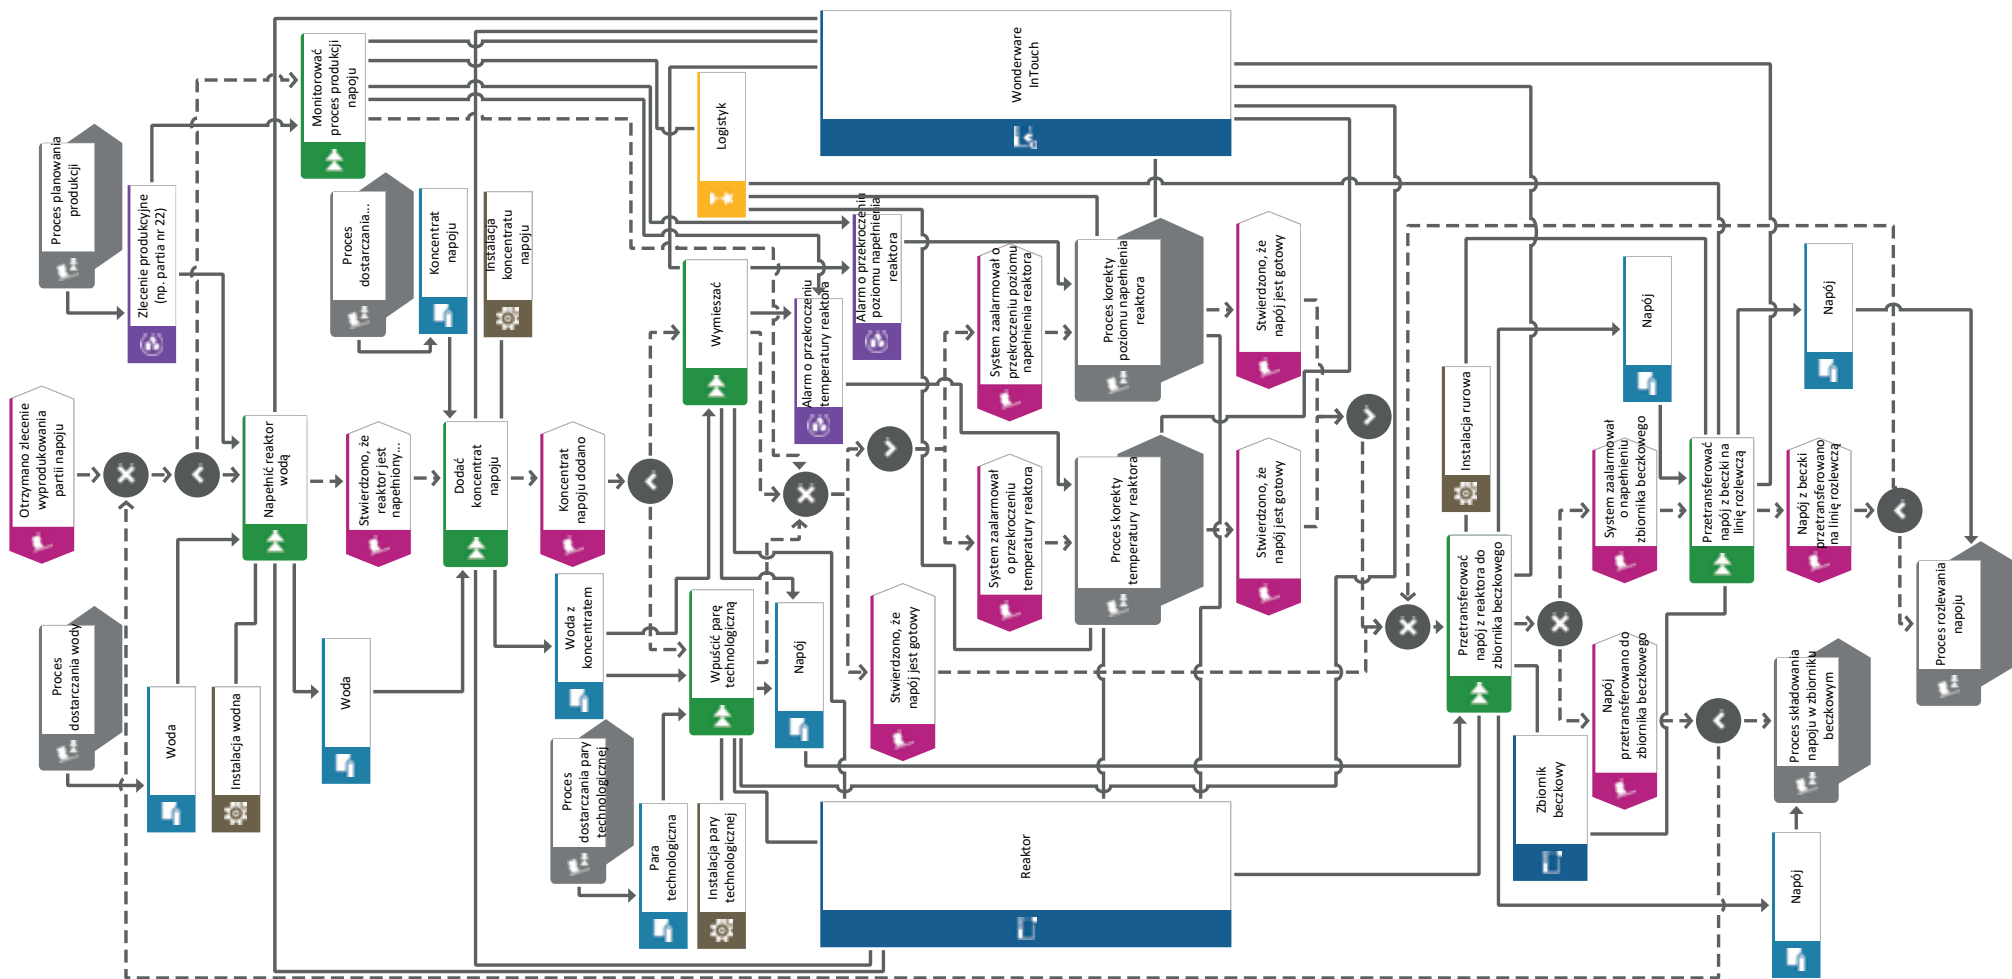 Otrzymano zlecenie
wyprodukowania
partii napoju
Proces planowania
produkcji
Zlecenie produkcyjne
(np. partia nr 22)
Monitorować
proces produkcji
napoju
Napełnić reaktor
wodą
Proces
dostarczania wody
Woda
Instalacja wodna
Woda
Stwierdzono, że
reaktor jest
napełniony...
Proces
dostarczania...
Koncentrat
napoju
Instalacja
koncentratu
napoju
Dodać
koncentrat
napoju
Koncentrat
napoju dodano
Woda z
koncentratem
Proces
dostarczania pary
technologicznej
Para
technologiczna
Instalacja pary
technologicznej
Wpuścić parę
technologiczną
Wymieszać
Logistyk
Napój
Alarm o przekroczeniu
temperatury reaktora
Alarm o przekroczeniu
poziomu napełnienia
reaktora
Wonderware
InTouch
Reaktor
Stwierdzono, że
napój jest gotowy
System zaalarmował o
przekroczeniu poziomu
napełnienia reaktora
System zaalarmował
o przekroczeniu
temperatury reaktora
Proces korekty
poziomu napełnienia
reaktora
Proces korekty
temperatury reaktora
Stwierdzono, że
napój jest gotowy
Stwierdzono, że
napój jest gotowy
Instalacja rurowa
Przetransferować
napój z reaktora do
zbiornika beczkowego
Zbiornik
beczkowy
System zaalarmował
o napełnieniu
zbiornika beczkowego
Napój
przetransferowano do
zbiornika beczkowego
Napój
Przetransferować
napój z beczki na
linię rozlewczą
Napój z beczki
przetransferowano
na linię rozlewczą
Napój
Proces składowania
napoju w zbiorniku
beczkowym
Napój
Proces rozlewania
napoju